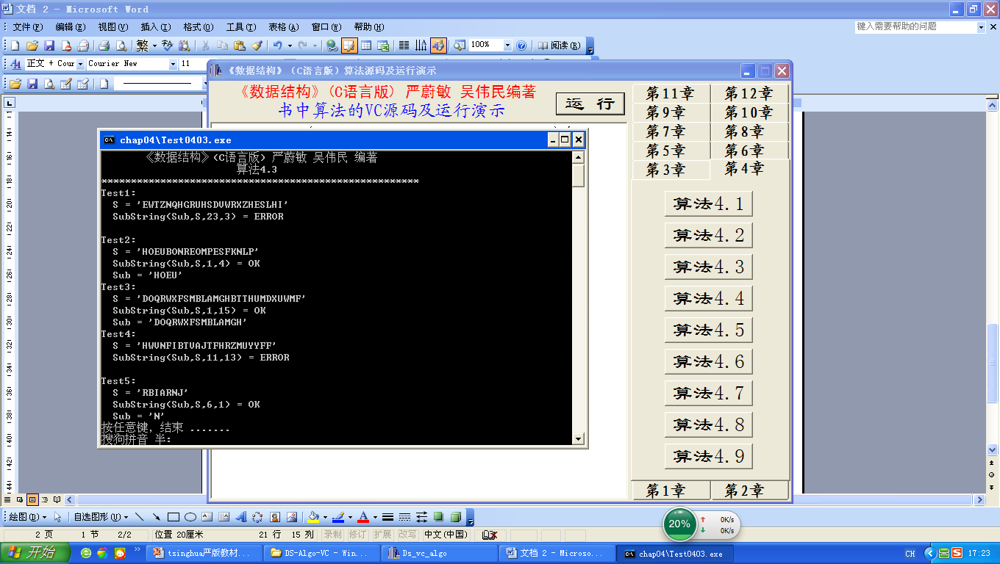 文档 2 - Microsoft Word
文件(F) 编辑(E) 视图(V) 插入(I) 格式(O) 工具(T) 表格(A) 窗口(W) 帮助(H)
键入需要帮助的问题
100%
阅读(R)
正文 + Cour
Courier New
11
《数据结构》（C语言版）算法源码及运行演示
《数据结构》(C语言版) 严蔚敏 吴伟民编著
书中算法的VC源码及运行演示
运 行
第11章 第12章
第9章 第10章
第7章 第8章
第5章 第6章
第3章 第4章
算法4.1
算法4.2
算法4.3
算法4.4
算法4.5
算法4.6
算法4.7
算法4.8
算法4.9
第1章 第2章
chap04\Test0403.exe
《数据结构》(C语言版) 严蔚敏 吴伟民 编著
算法4.3
******************************************************
Test1:
S = 'EWTZNQHGRUHSDVWRXZHESLHI'
SubString(Sub,S,23,3) = ERROR
Test2:
S = 'HOEUBONREOMPESFKNLP'
SubString(Sub,S,1,4) = OK
Sub = 'HOEU'
Test3:
S = 'DOQRWXFSMBLAMGHBTTHUMDXUWMF'
SubString(Sub,S,1,15) = OK
Sub = 'DOQRWXFSMBLAMGH'
Test4:
S = 'HWVNFIBTVAJTFHRZMUYYFF'
SubString(Sub,S,11,13) = ERROR
Test5:
S = 'RBIARNJ'
SubString(Sub,S,6,1) = OK
Sub = 'N'
按任意键，结束 .......
搜狗拼音 半:
绘图(D) 自选图形(U)
2 页 1 节 2/2 位置 20厘米 21 行 15 列 录制 修订 扩展 改写 中文(中国)
20%
0K/s
0K/s
开始
tsinghua严版教材...
DS-Algo-VC - Win...
Ds_vc_algo
文档 2 - Microso...
chap04\Test0403.exe
CH
17:23